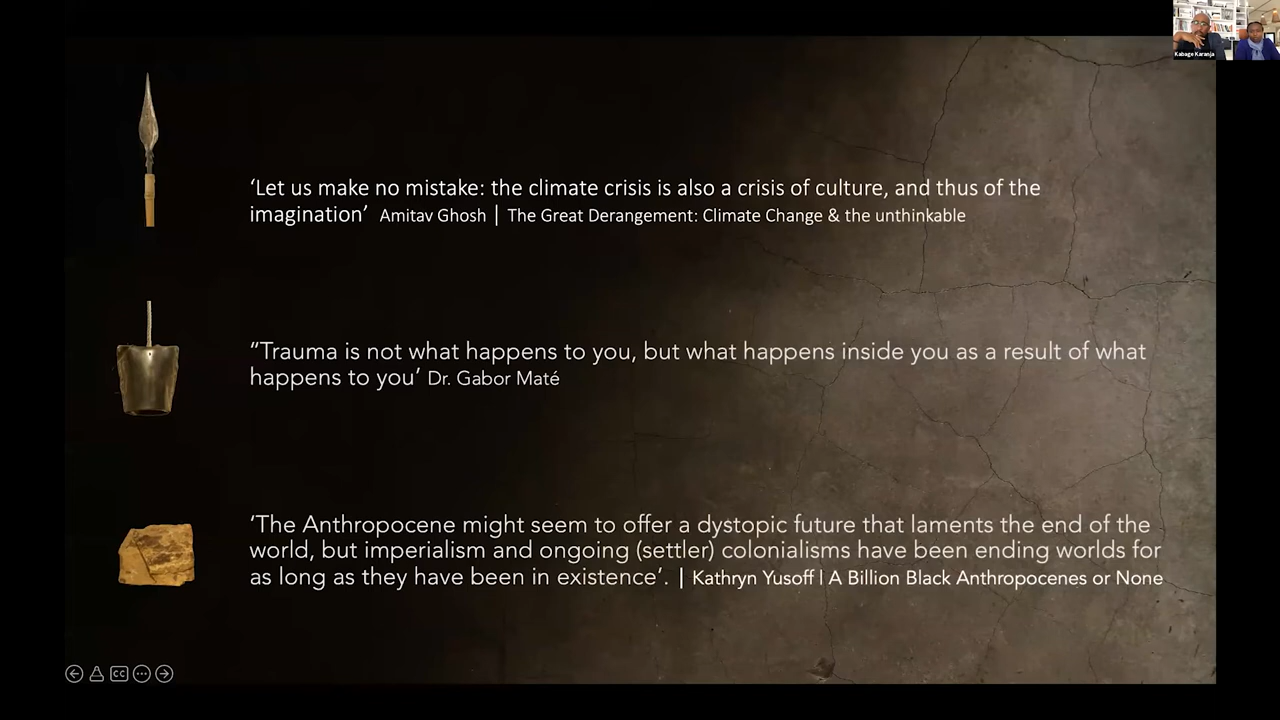 Kabage Karanja
‘Let us make no mistake: the climate crisis is also a crisis of culture, and thus of the
imagination’ Amitav Ghosh | The Great Derangement: Climate Change & the unthinkable
“Trauma is not what happens to you, but what happens inside you as a result of what
happens to you’ Dr. Gabor Maté
‘The Anthropocene might seem to offer a dystopic future that laments the end of the
world, but imperialism and ongoing (settler) colonialisms have been ending worlds for
as long as they have been in existence’. | Kathryn Yusoff l A Billion Black Anthropocenes or None
CC